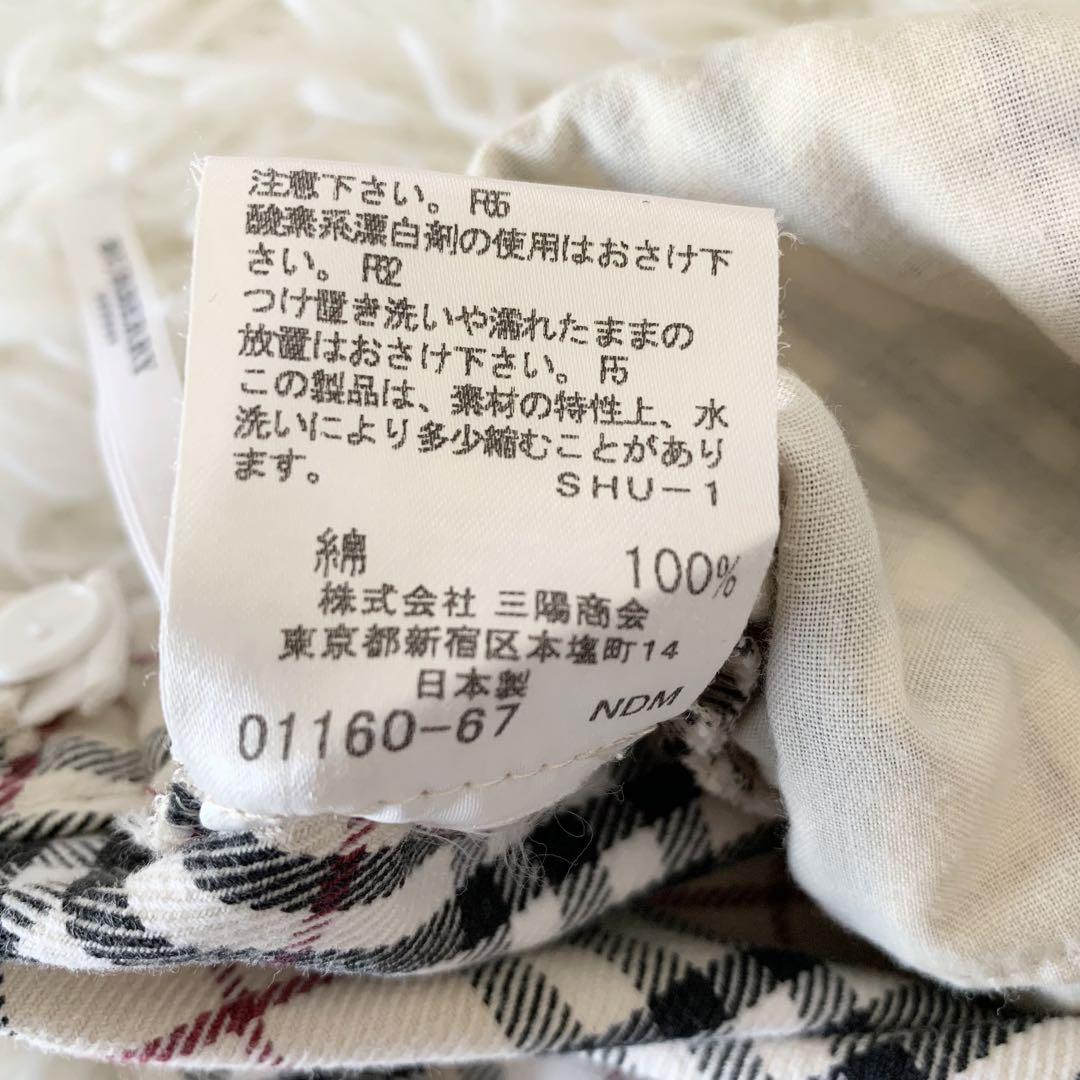 注意下さい。F65
酸素系漂白剤の使用はおさけ下
さい。F62
つけ置き洗いや濡れたままの
放置はおさけ下さい。F5
この製品は、素材の特性上、水
洗いにより多少縮むことがあり
ます。 SHU-1
綿 100%
株式会社 三陽商会
東京都新宿区本塩町14
日本製
01160-67 NDM
BURBERRY